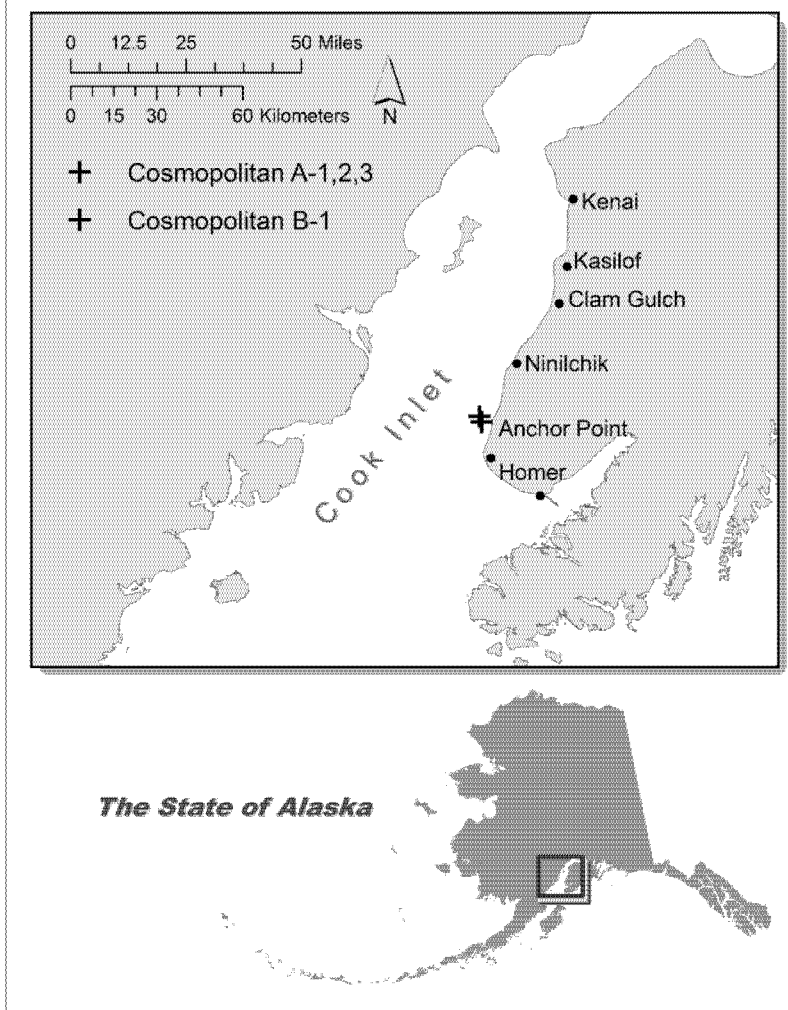 0 12.5 25 50 Miles
0 15 30 60 Kilometers
N
Cosmopolitan A-1,2,3
Cosmopolitan B-1
Kenai
Kasilof
Clam Gulch
Ninilchik
Anchor Point
Homer
Cook Inlet
The State of Alaska